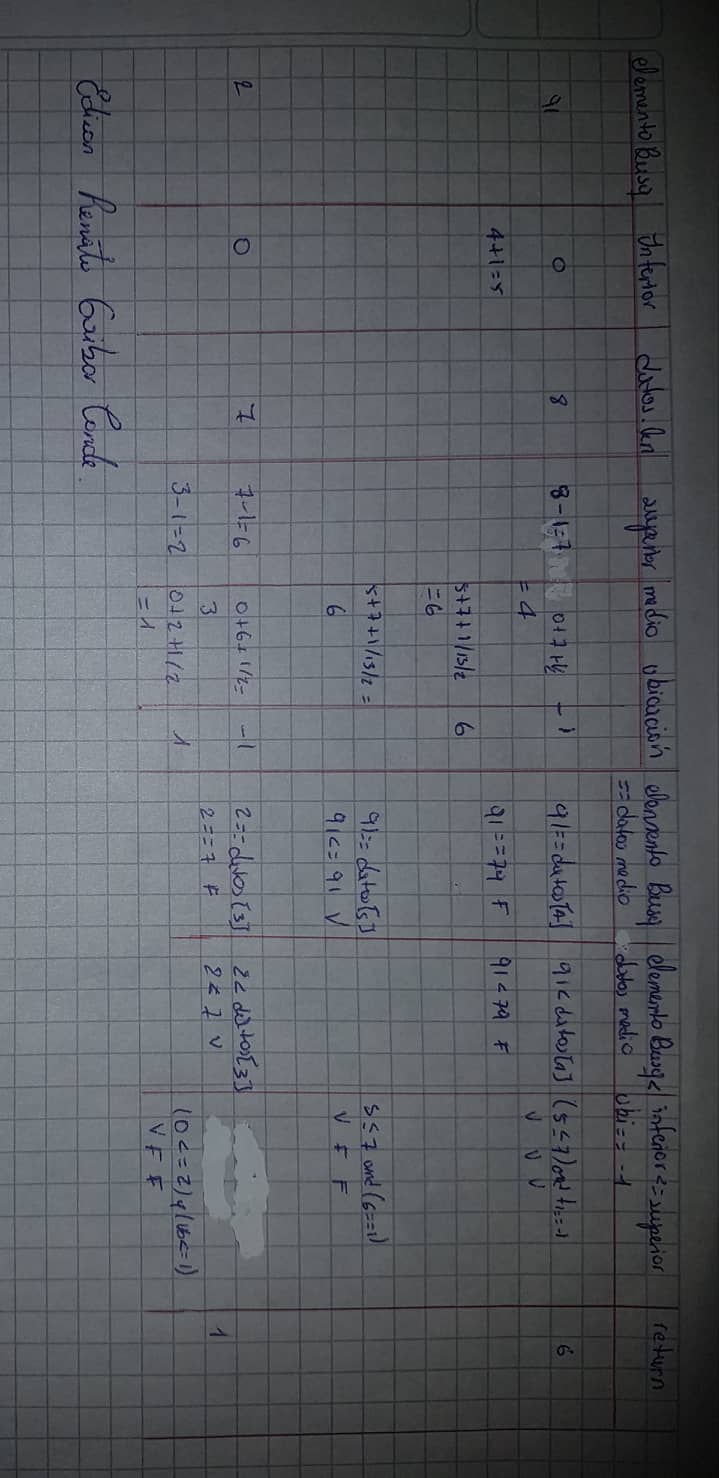 elementoBusq Inferior datos.len superior medio ubicación elemento Busq elementoBusq< inferior<=superior return
== datos medio datos medio ubi== -1
91 0 8 8-1=7 0+7+1/2 -1 91==datos[4] 91<datos[4] (5≤7)and -1==-1 6
=4 V V V
4+1=5 91==79 F 91<79 F
5+7+1/13/2 6
=6
5+7+1/13/2= 91== datos[5] 5≤7 and (6==1)
6 91<=91 V V F F
2 0 7 7-1=6 0+6+1/2= -1 2==datos[3] 2<datos[3]
3 2==7 F 2<7 V 1
3-1=2 0+2+1/2 1 (0<=2)y(ub<=1)
=1 V F F
Edison Renato Gaibor Conde.